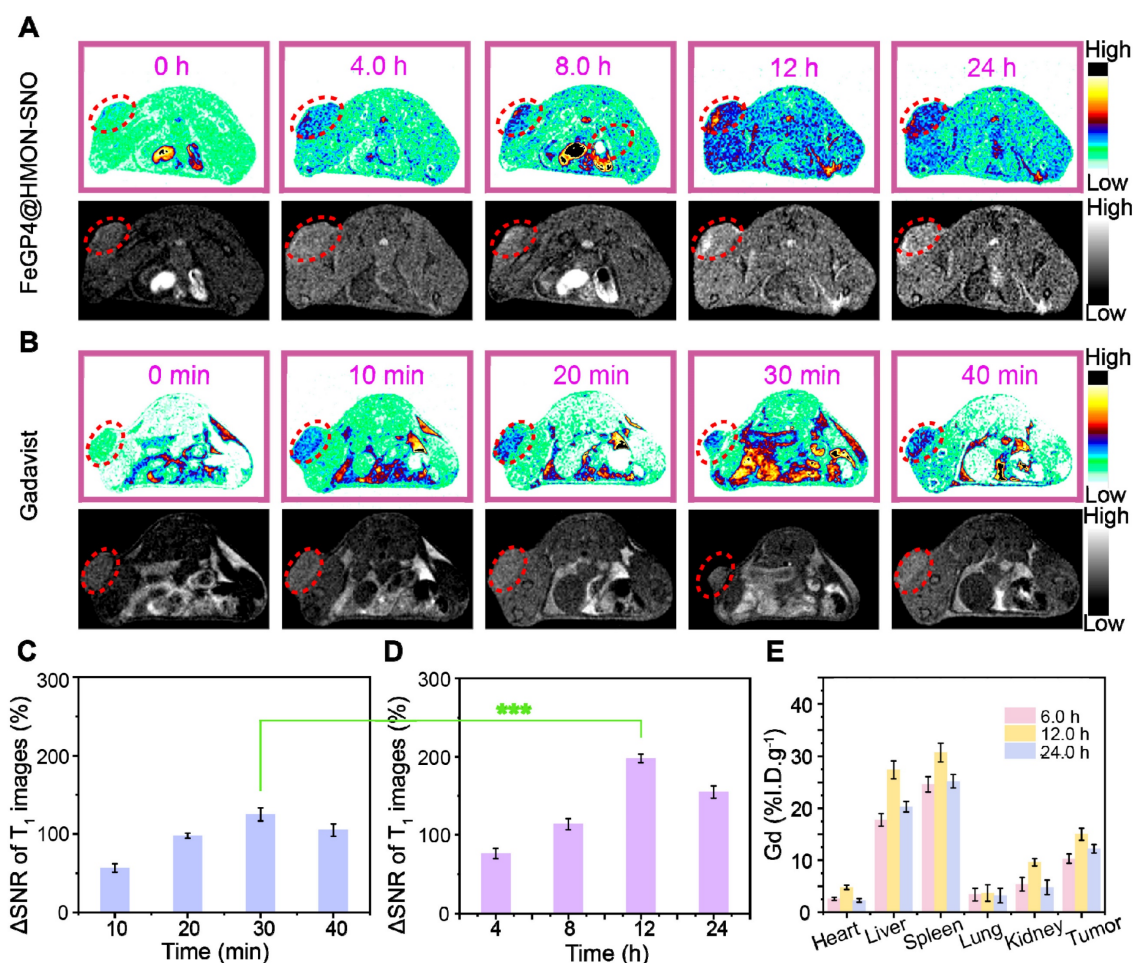 A
FeGP4@HMON-SNO
0 h
4.0 h
8.0 h
12 h
24 h
High
Low
High
Low
B
Gadavist
0 min
10 min
20 min
30 min
40 min
High
Low
High
Low
C
ΔSNR of T1 images (%)
300
200
100
0
10
20
30
40
Time (min)
D
ΔSNR of T1 images (%)
300
200
100
0
***
4
8
12
24
Time (h)
E
Gd (%I.D.g-1)
40
30
20
10
0
6.0 h
12.0 h
24.0 h
Heart
Liver
Spleen
Lung
Kidney
Tumor